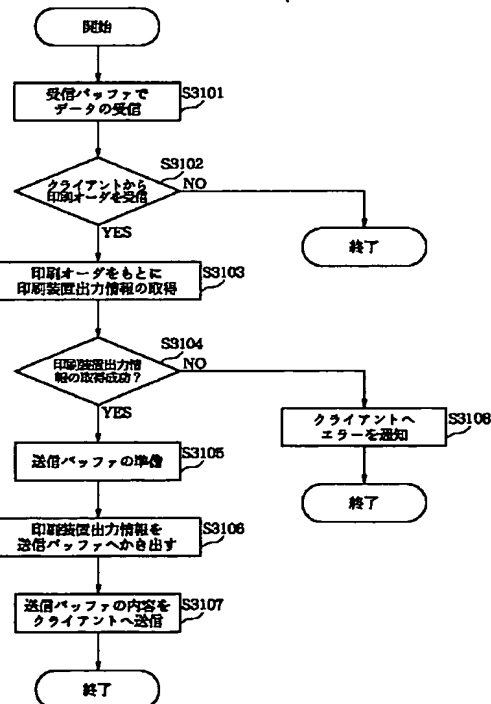 開始
受信バッファで
データの受信
S3101
S3102
クライアントから
印刷オーダを受信
NO
YES
終了
印刷オーダをもとに
印刷装置出力情報の取得
S3103
S3104
印刷装置出力情
報の取得成功？
NO
YES
クライアントへ
エラーを通知
S3108
終了
送信バッファの準備
S3105
印刷装置出力情報を
送信バッファへかき出す
S3106
送信バッファの内容を
クライアントへ送信
S3107
終了